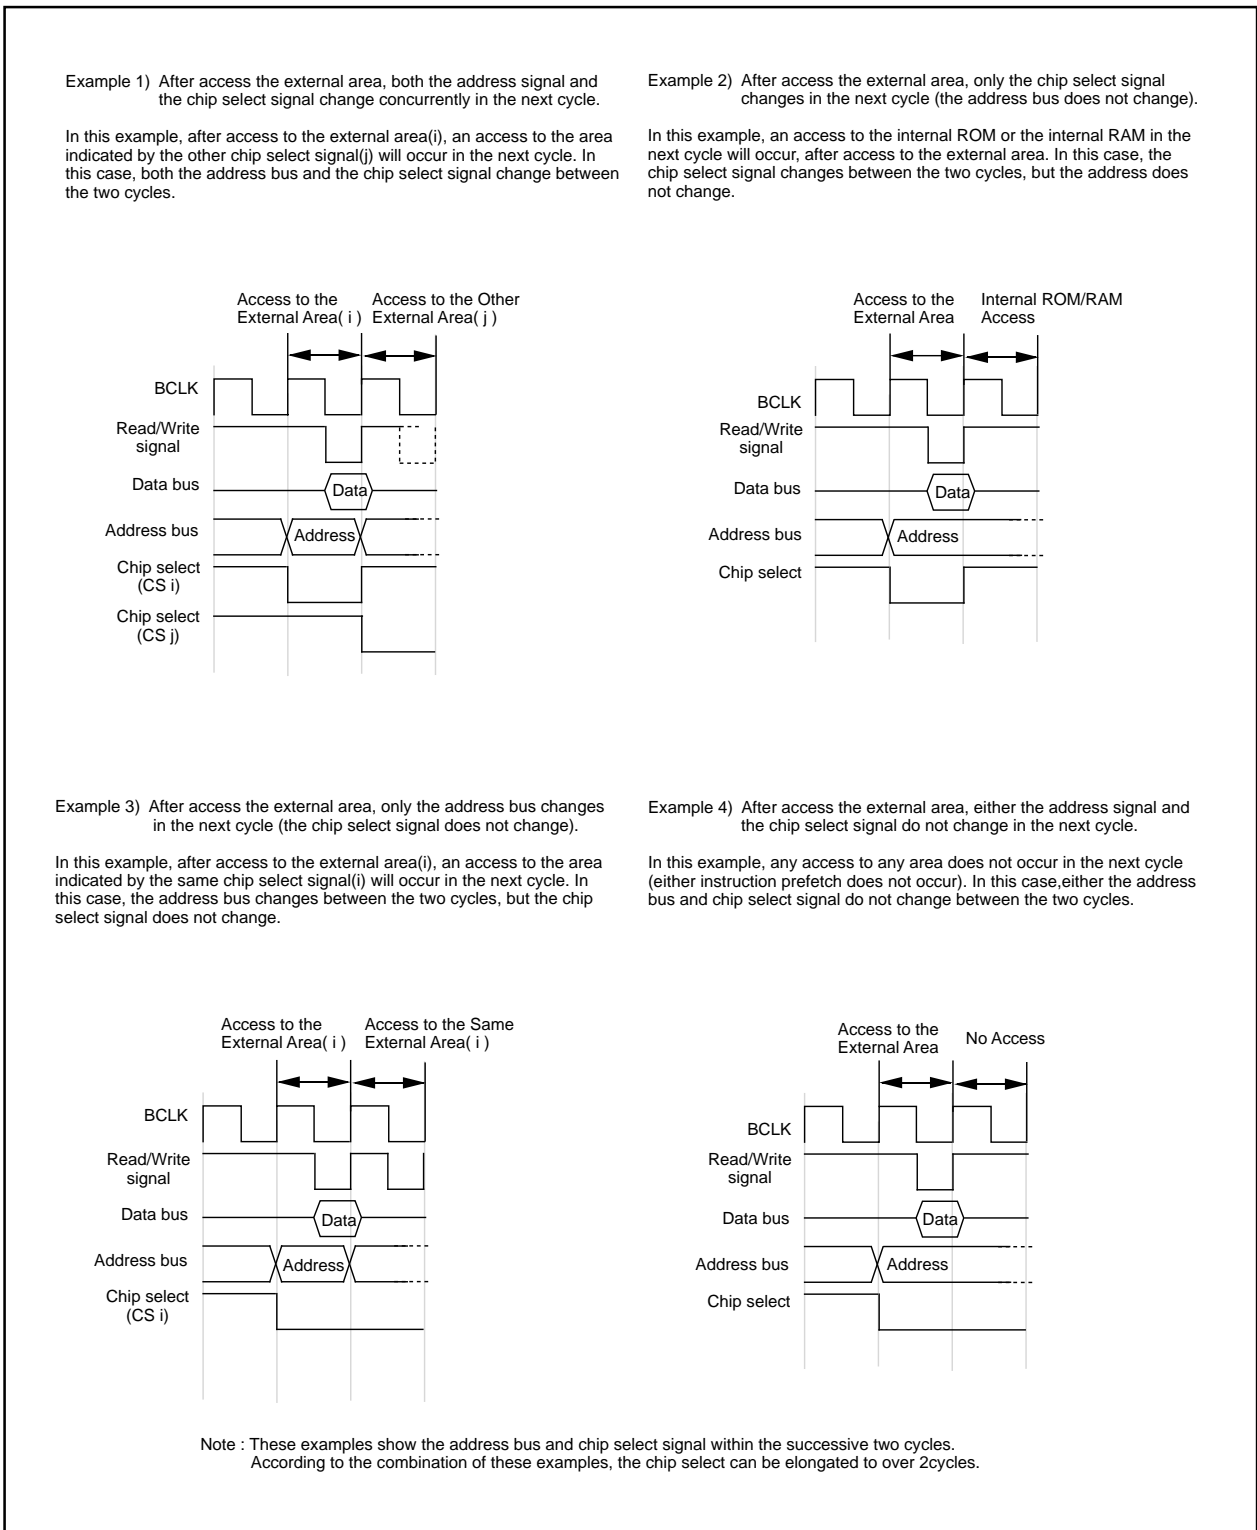 Example 1) After access the external area, both the address signal and
the chip select signal change concurrently in the next cycle.
In this example, after access to the external area(i), an access to the area
indicated by the other chip select signal(j) will occur in the next cycle. In
this case, both the address bus and the chip select signal change between
the two cycles.
Access to the
External Area( i )
Access to the Other
External Area( j )
BCLK
Read/Write
signal
Data bus
Data
Address bus
Address
Chip select
(CS i)
Chip select
(CS j)
Example 2) After access the external area, only the chip select signal
changes in the next cycle (the address bus does not change).
In this example, an access to the internal ROM or the internal RAM in the
next cycle will occur, after access to the external area. In this case, the
chip select signal changes between the two cycles, but the address does
not change.
Access to the
External Area
Internal ROM/RAM
Access
BCLK
Read/Write
signal
Data bus
Data
Address bus
Address
Chip select
Example 3) After access the external area, only the address bus changes
in the next cycle (the chip select signal does not change).
In this example, after access to the external area(i), an access to the area
indicated by the same chip select signal(i) will occur in the next cycle. In
this case, the address bus changes between the two cycles, but the chip
select signal does not change.
Access to the
External Area( i )
Access to the Same
External Area( i )
BCLK
Read/Write
signal
Data bus
Data
Address bus
Address
Chip select
(CS i)
Example 4) After access the external area, either the address signal and
the chip select signal do not change in the next cycle.
In this example, any access to any area does not occur in the next cycle
(either instruction prefetch does not occur). In this case,either the address
bus and chip select signal do not change between the two cycles.
Access to the
External Area
No Access
BCLK
Read/Write
signal
Data bus
Data
Address bus
Address
Chip select
Note : These examples show the address bus and chip select signal within the successive two cycles.
According to the combination of these examples, the chip select can be elongated to over 2cycles.